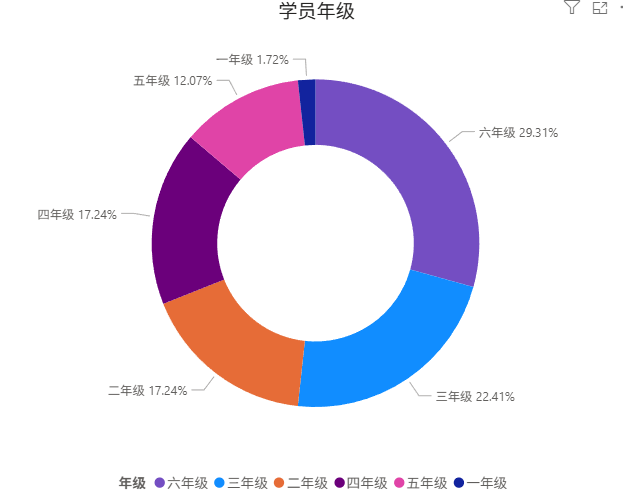 学员年级
一年级 1.72%
五年级 12.07%
六年级 29.31%
四年级 17.24%
二年级 17.24%
三年级 22.41%
年级 六年级 三年级 二年级 四年级 五年级 一年级